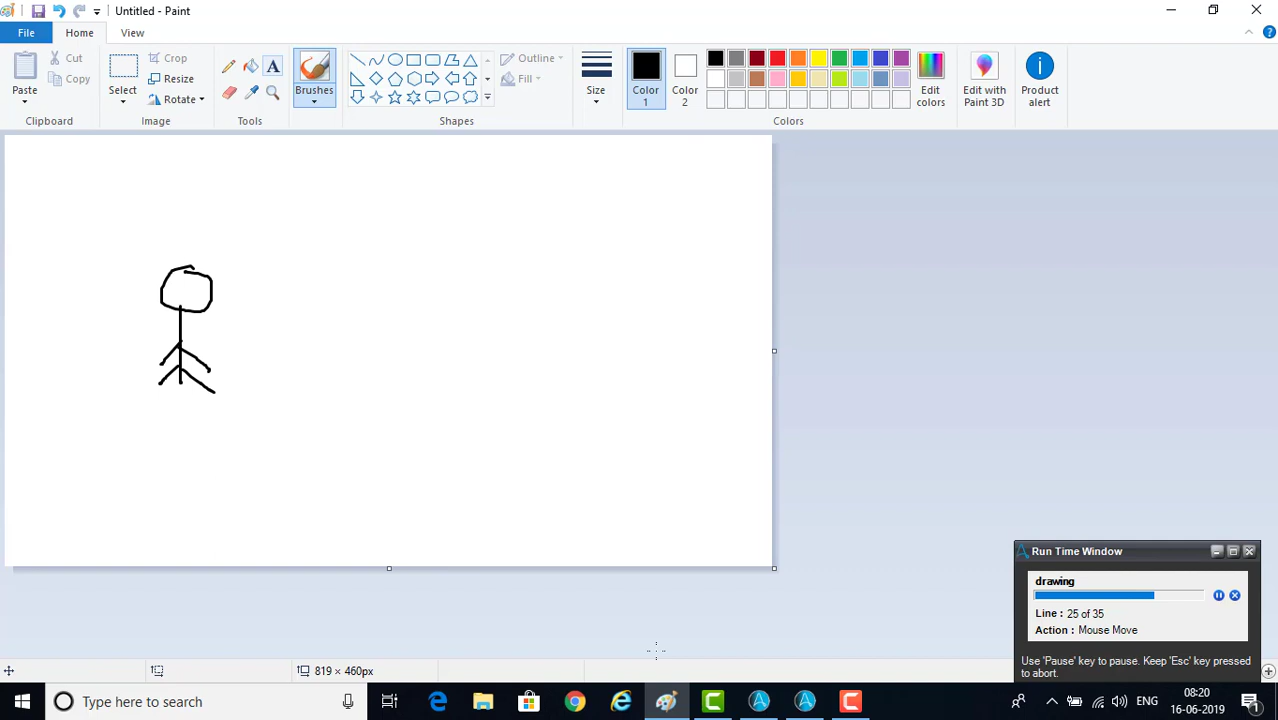 Untitled - Paint
File Home View
Paste
Cut
Copy
Clipboard
Select
Crop
Resize
Rotate
Image
A
Tools
Brushes
Shapes
Outline
Fill
Size
Color 1
Color 2
Edit colors
Colors
Edit with Paint 3D
Product alert
Run Time Window
drawing
Line : 25 of 35
Action : Mouse Move
Use 'Pause' key to pause. Keep 'Esc' key pressed
to abort.
819 × 460px
Type here to search
ENG
08:20
16-06-2019
1